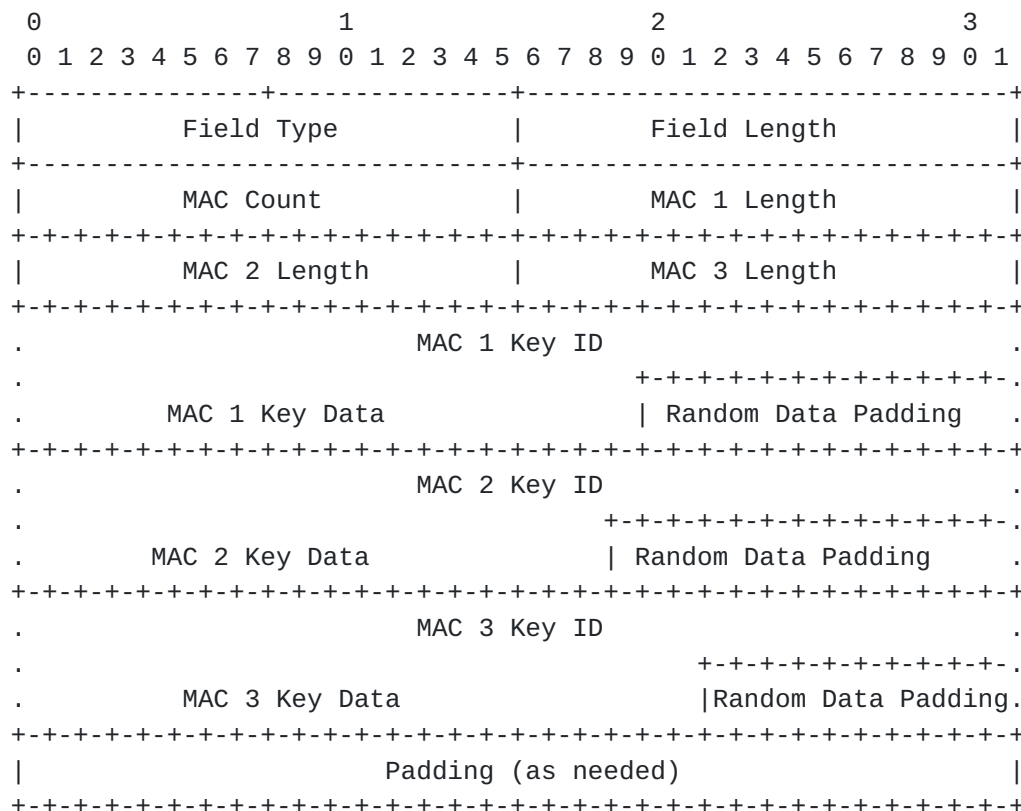 0                   1                   2                   3
 0 1 2 3 4 5 6 7 8 9 0 1 2 3 4 5 6 7 8 9 0 1 2 3 4 5 6 7 8 9 0 1
+---------------+---------------+-------------------------------+
|          Field Type           |        Field Length           |
+-------------------------------+-------------------------------+
|          MAC Count            |        MAC 1 Length           |
+-+-+-+-+-+-+-+-+-+-+-+-+-+-+-+-+-+-+-+-+-+-+-+-+-+-+-+-+-+-+-+-+
|          MAC 2 Length         |        MAC 3 Length           |
+-+-+-+-+-+-+-+-+-+-+-+-+-+-+-+-+-+-+-+-+-+-+-+-+-+-+-+-+-+-+-+-+
.                         MAC 1 Key ID                          .
.                                       +-+-+-+-+-+-+-+-+-+-+-+-.
.         MAC 1 Key Data                | Random Data Padding   .
+-+-+-+-+-+-+-+-+-+-+-+-+-+-+-+-+-+-+-+-+-+-+-+-+-+-+-+-+-+-+-+-+
.                         MAC 2 Key ID                          .
.                                     +-+-+-+-+-+-+-+-+-+-+-+-+-.
.        MAC 2 Key Data               | Random Data Padding     .
+-+-+-+-+-+-+-+-+-+-+-+-+-+-+-+-+-+-+-+-+-+-+-+-+-+-+-+-+-+-+-+-+
.                         MAC 3 Key ID                          .
.                                           +-+-+-+-+-+-+-+-+-+-.
.          MAC 3 Key Data                   |Random Data Padding.
+-+-+-+-+-+-+-+-+-+-+-+-+-+-+-+-+-+-+-+-+-+-+-+-+-+-+-+-+-+-+-+-+
|                       Padding (as needed)                     |
+-+-+-+-+-+-+-+-+-+-+-+-+-+-+-+-+-+-+-+-+-+-+-+-+-+-+-+-+-+-+-+-+